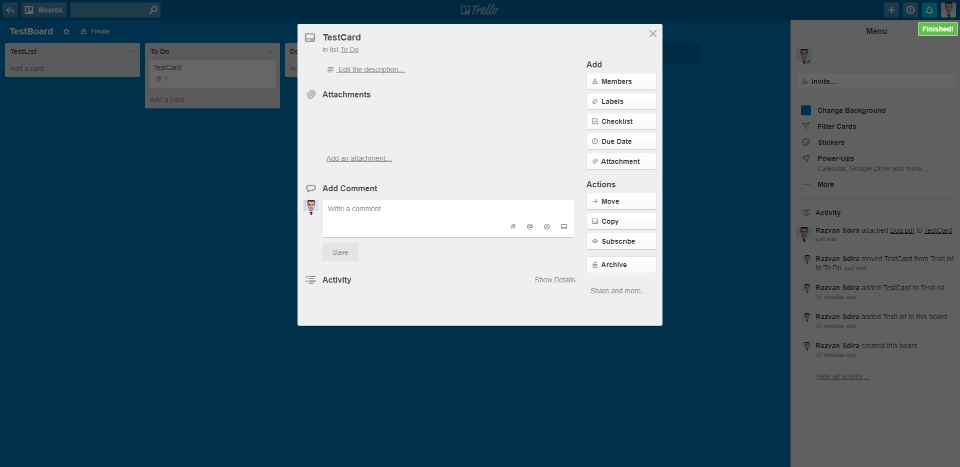 Boards
Trello
TestBoard
Private
Finished!
TestList
Add a card...
To Do
TestCard
1
Add a card...
Do
TestCard
in list To Do
Edit the description...
Attachments
Add an attachment...
Add Comment
Write a comment
Save
Activity
Show Details
Add
Members
Labels
Checklist
Due Date
Attachment
Actions
Move
Copy
Subscribe
Archive
Share and more...
Menu
Invite...
Change Background
Filter Cards
Stickers
Power-Ups
Calendar, Google Drive and more...
More
Activity
Razvan Sdira attached to TestCard
just now
Razvan Sdira moved TestCard from TestList
to To Do just now
Razvan Sdira added TestCard to TestList
37 minutes ago
Razvan Sdira added TestList to this board
37 minutes ago
Razvan Sdira created this board
37 minutes ago
View all activity...